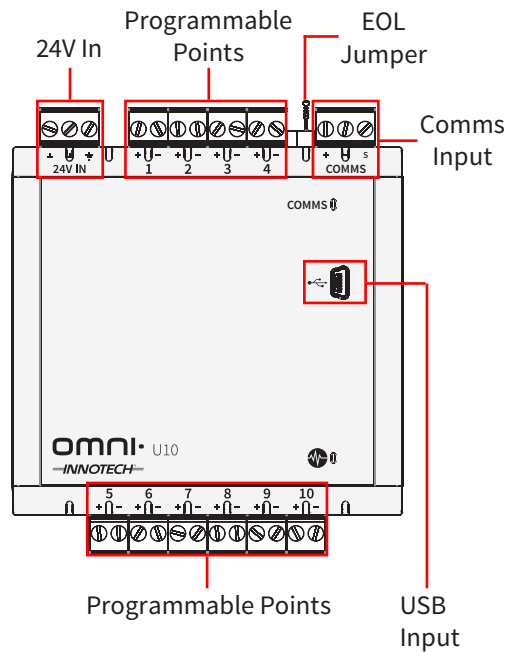 Programmable
Points
EOL
Jumper
24V In
Comms
Input
+ - + - + - + -
1 2 3 4
24V IN
+ S
COMMS
COMMS
omni U10
INNOTECH
5 6 7 8 9 10
+ - + - + - + - + - + -
Programmable Points
USB
Input